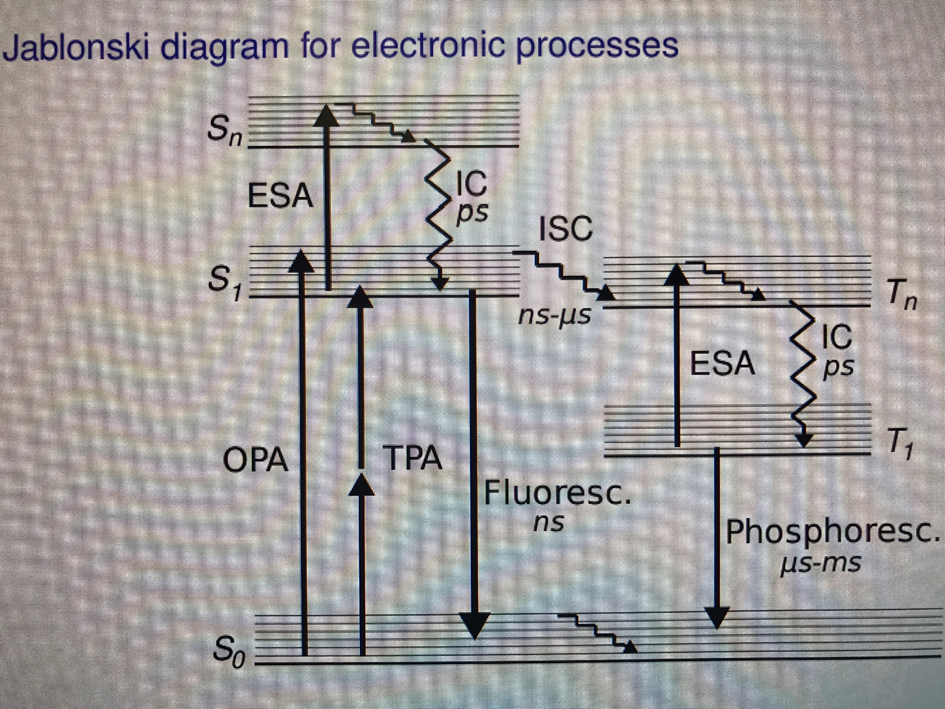 Jablonski diagram for electronic processes
Sn
ESA
IC
ps
ISC
S1
ns-μs
Tn
IC
ps
ESA
T1
OPA
TPA
Fluoresc.
ns
Phosphoresc.
μs-ms
S0